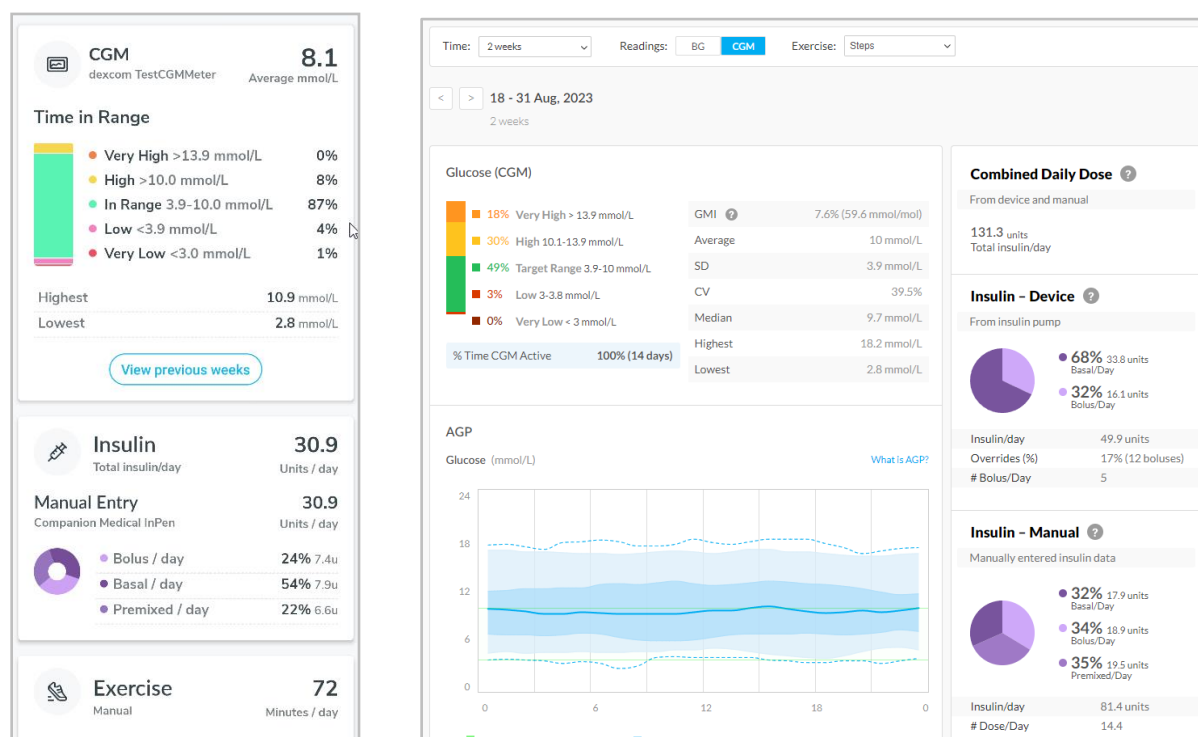 CGM
8.1
dexcom TestCGMMeter
Average mmol/L
Time in Range
Very High >13.9 mmol/L 0%
High >10.0 mmol/L 8%
In Range 3.9-10.0 mmol/L 87%
Low <3.9 mmol/L 4%
Very Low <3.0 mmol/L 1%
Highest 10.9 mmol/L
Lowest 2.8 mmol/L
View previous weeks
Insulin 30.9
Total insulin/day Units / day
Manual Entry 30.9
Companion Medical InPen Units / day
Bolus / day 24% 7.4u
Basal / day 54% 7.9u
Premixed / day 22% 6.6u
Exercise 72
Manual Minutes / day
Time: 2 weeks Readings: BG CGM Exercise: Steps
< > 18 - 31 Aug, 2023
2 weeks
Glucose (CGM)
18% Very High > 13.9 mmol/L
30% High 10.1-13.9 mmol/L
49% Target Range 3.9-10 mmol/L
3% Low 3-3.8 mmol/L
0% Very Low < 3 mmol/L
% Time CGM Active 100% (14 days)
GMI ? 7.6% (59.6 mmol/mol)
Average 10 mmol/L
SD 3.9 mmol/L
CV 39.5%
Median 9.7 mmol/L
Highest 18.2 mmol/L
Lowest 2.8 mmol/L
AGP
Glucose (mmol/L) What is AGP?
24
18
12
6
0
0 6 12 18 0
Combined Daily Dose ?
From device and manual
131.3 units
Total insulin/day
Insulin – Device ?
From insulin pump
68% 33.8 units
Basal/Day
32% 16.1 units
Bolus/Day
Insulin/day 49.9 units
Overrides (%) 17% (12 boluses)
# Bolus/Day 5
Insulin – Manual ?
Manually entered insulin data
32% 17.9 units
Basal/Day
34% 18.9 units
Bolus/Day
35% 19.5 units
Premixed/Day
Insulin/day 81.4 units
# Dose/Day 14.4